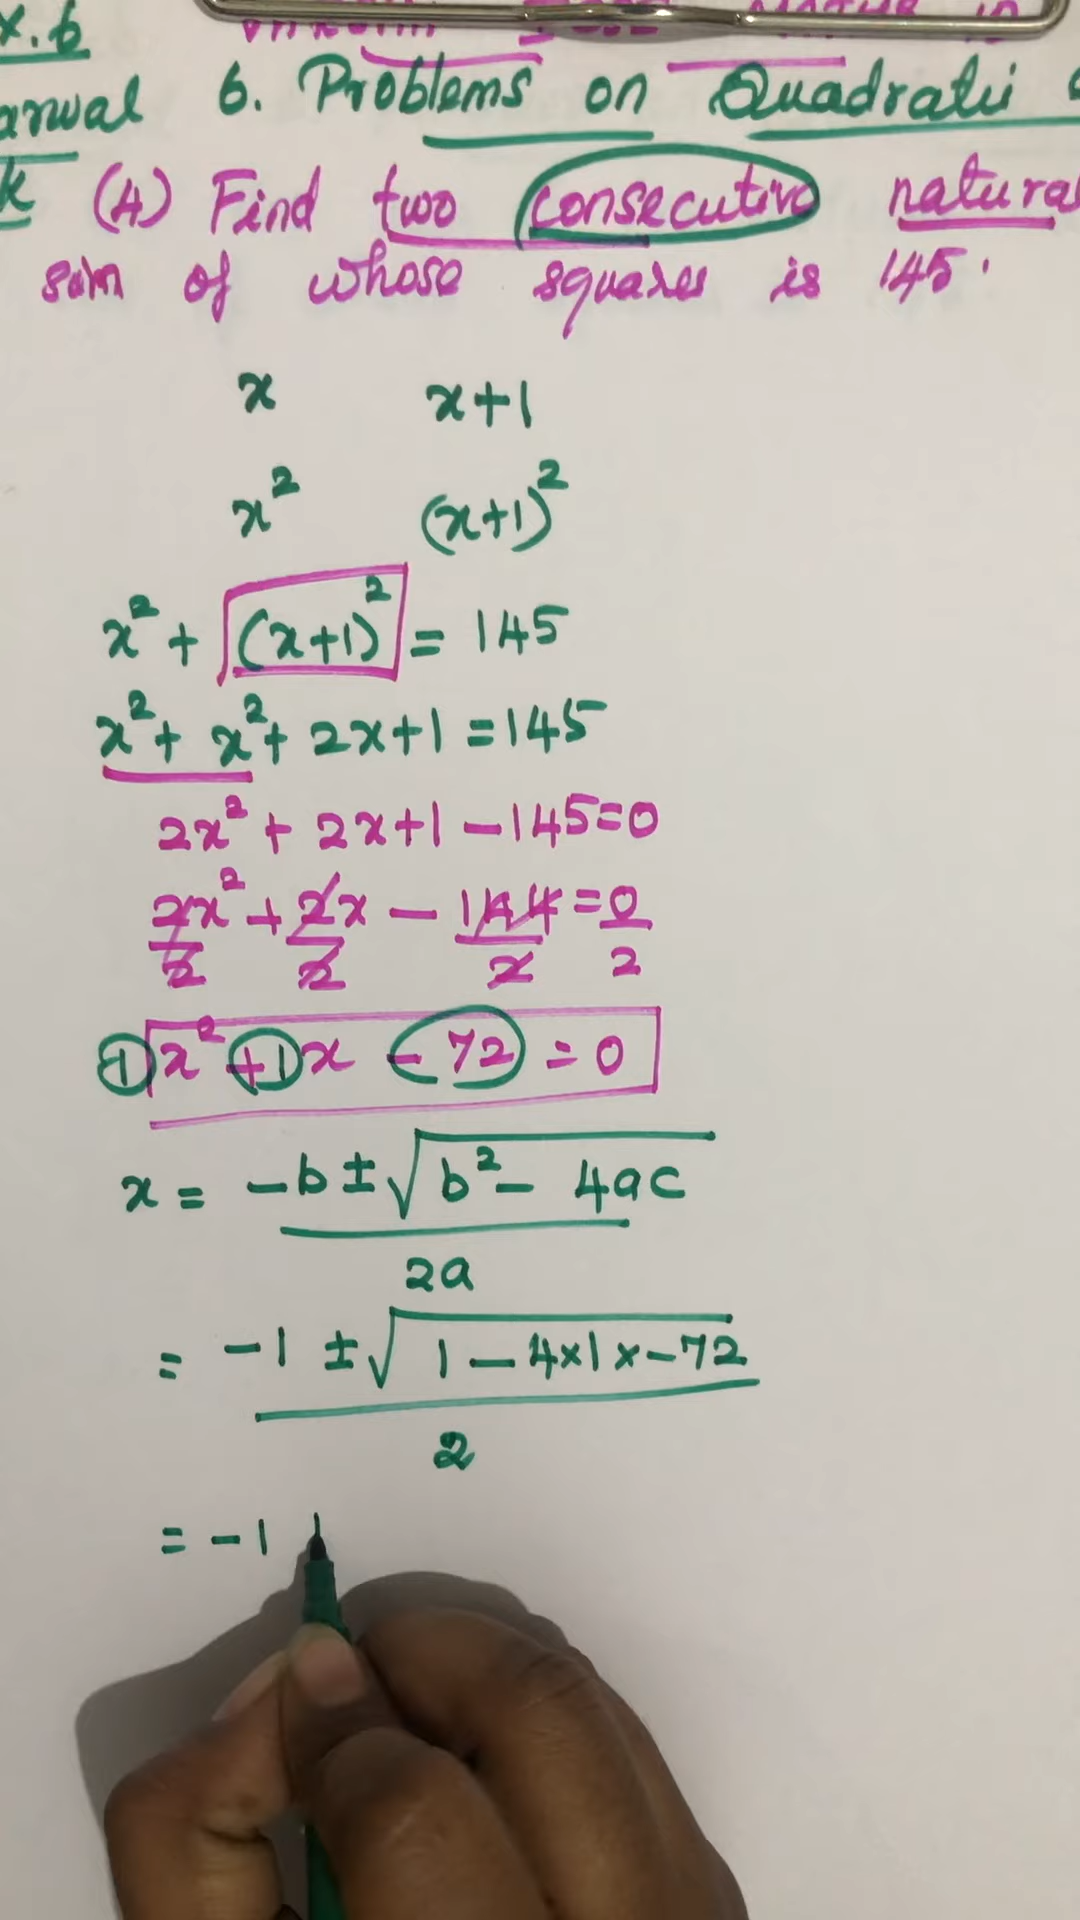 x.6
6. Problems on Quadrati
k (4) Find two consecutive natural
sum of whose squares is 145.
x x+1
x² (x+1)²
x² + (x+1)² = 145
x² + x² + 2x+1 = 145
2x² + 2x+1 - 145=0
2x²/2 + 2x/2 - 144/2 = 0/2
1 x² +1 x - 72 = 0
x = -b ± √(b² - 4ac) / 2a
= -1 ± √(1 - 4×1×-72) / 2
= -1